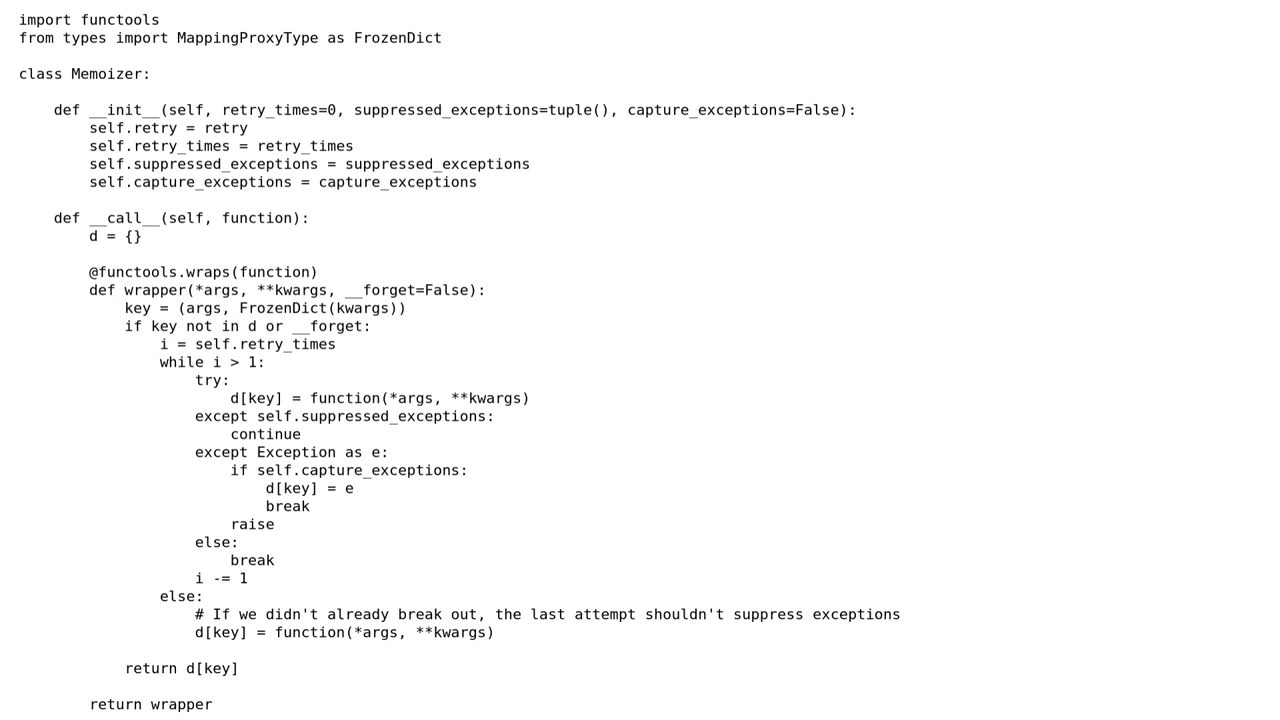 import functools
from types import MappingProxyType as FrozenDict

class Memoizer:

    def __init__(self, retry_times=0, suppressed_exceptions=tuple(), capture_exceptions=False):
        self.retry = retry
        self.retry_times = retry_times
        self.suppressed_exceptions = suppressed_exceptions
        self.capture_exceptions = capture_exceptions

    def __call__(self, function):
        d = {}

        @functools.wraps(function)
        def wrapper(*args, **kwargs, __forget=False):
            key = (args, FrozenDict(kwargs))
            if key not in d or __forget:
                i = self.retry_times
                while i > 1:
                    try:
                        d[key] = function(*args, **kwargs)
                    except self.suppressed_exceptions:
                        continue
                    except Exception as e:
                        if self.capture_exceptions:
                            d[key] = e
                            break
                        raise
                    else:
                        break
                    i -= 1
                else:
                    # If we didn't already break out, the last attempt shouldn't suppress exceptions
                    d[key] = function(*args, **kwargs)

            return d[key]

        return wrapper